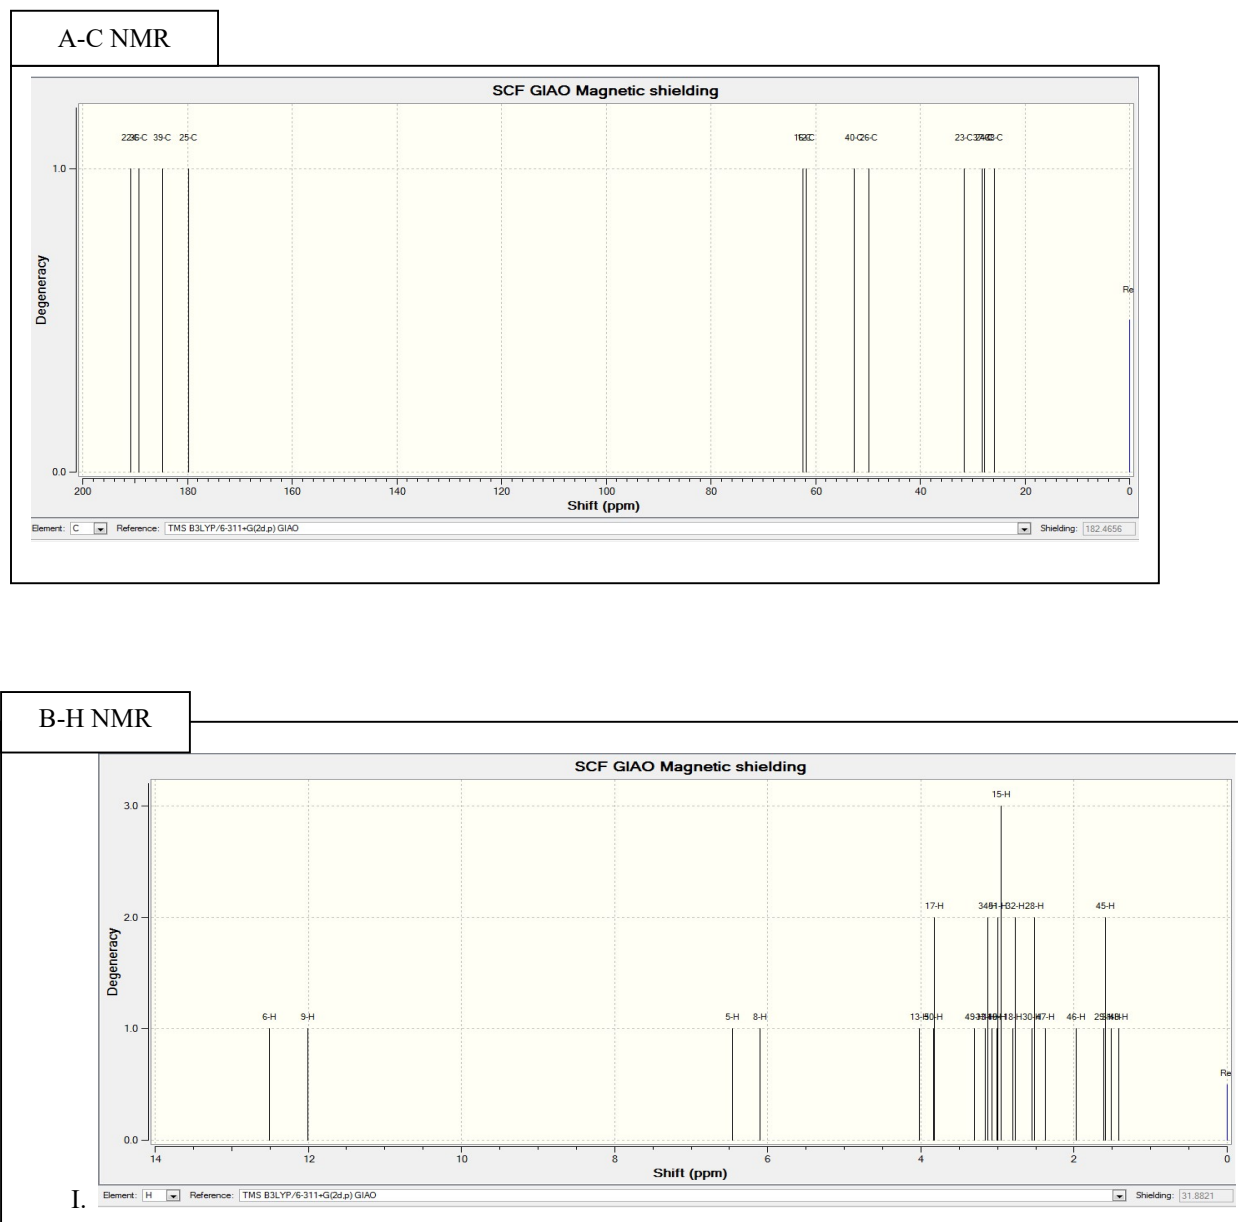 A-C NMR
SCF GIAO Magnetic shielding
39-C 25-C 40-C 26-C 23-C
1.0
Degeneracy
Re
0.0
200 180 160 140 120 100 80 60 40 20 0
Shift (ppm)
Element: C Reference: TMS B3LYP/6-311+G(2d,p) GIAO Shielding: 182.4656
B-H NMR
SCF GIAO Magnetic shielding
15-H
3.0
17-H 32-H 28-H 45-H
2.0
Degeneracy
6-H 9-H 5-H 8-H 13-H 18-H 47-H 46-H
1.0
Re
0.0
14 12 10 8 6 4 2 0
Shift (ppm)
I. Element: H Reference: TMS B3LYP/6-311+G(2d,p) GIAO Shielding: 31.8821